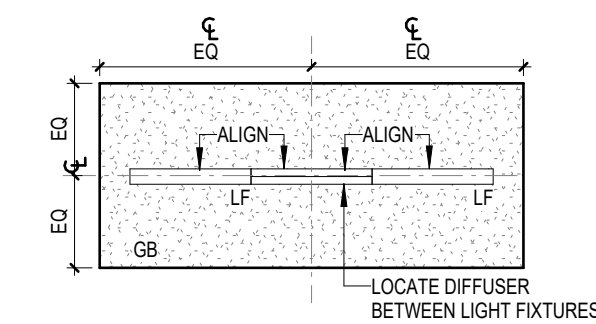 ℄ ℄
EQ EQ
EQ
ALIGN ALIGN
℄
LF LF
EQ
GB
LOCATE DIFFUSER
BETWEEN LIGHT FIXTURES